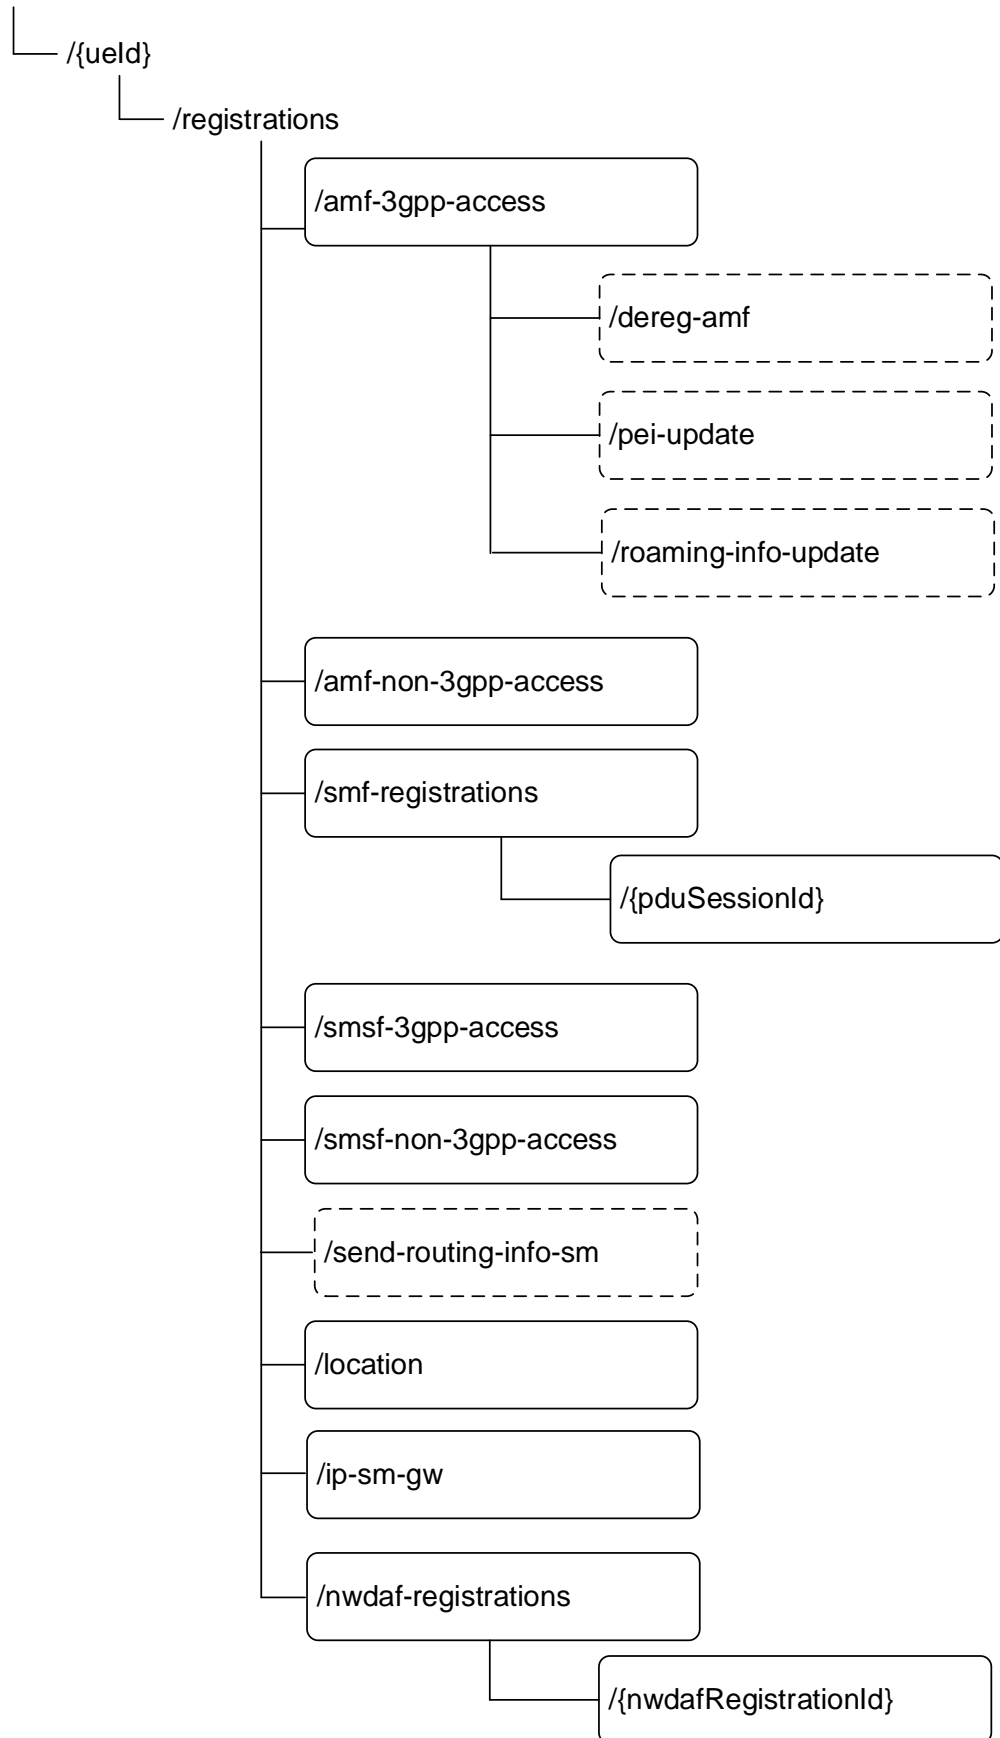 /{ueId}
/registrations
/amf-3gpp-access
/dereg-amf
/pei-update
/roaming-info-update
/amf-non-3gpp-access
/smf-registrations
/{pduSessionId}
/smsf-3gpp-access
/smsf-non-3gpp-access
/send-routing-info-sm
/location
/ip-sm-gw
/nwdaf-registrations
/{nwdafRegistrationId}